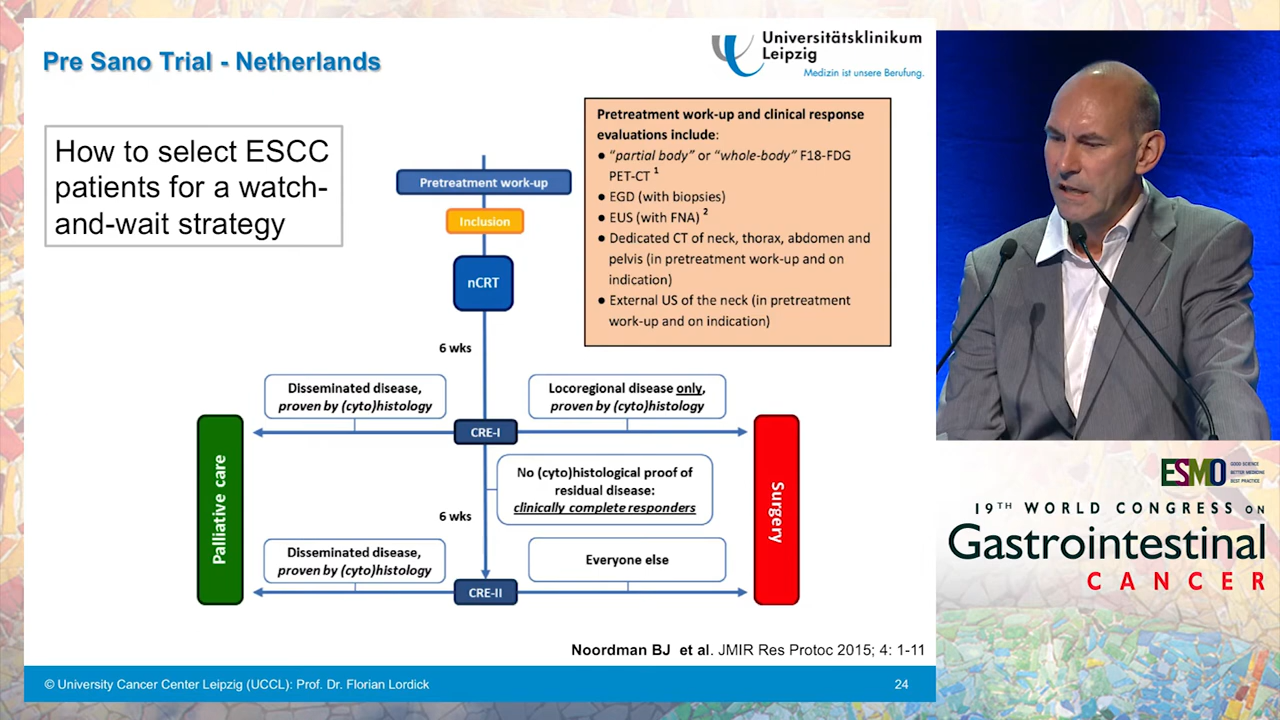 Pre Sano Trial - Netherlands
Universitätsklinikum
Leipzig
Medizin ist unsere Berufung.
How to select ESCC
patients for a watch-
and-wait strategy
Pretreatment work-up
Inclusion
nCRT
6 wks
Pretreatment work-up and clinical response
evaluations include:
● “partial body” or “whole-body” F18-FDG
PET-CT 1
● EGD (with biopsies)
● EUS (with FNA) 2
● Dedicated CT of neck, thorax, abdomen and
pelvis (in pretreatment work-up and on
indication)
● External US of the neck (in pretreatment
work-up and on indication)
Disseminated disease,
proven by (cyto)histology
Locoregional disease only,
proven by (cyto)histology
CRE-I
Palliative care
Surgery
No (cyto)histological proof of
residual disease:
clinically complete responders
6 wks
Disseminated disease,
proven by (cyto)histology
Everyone else
CRE-II
Noordman BJ et al. JMIR Res Protoc 2015; 4: 1-11
© University Cancer Center Leipzig (UCCL): Prof. Dr. Florian Lordick
24
ESMO
GOOD SCIENCE
BETTER MEDICINE
BEST PRACTICE
19TH WORLD CONGRESS ON
Gastrointestinal
CANCER